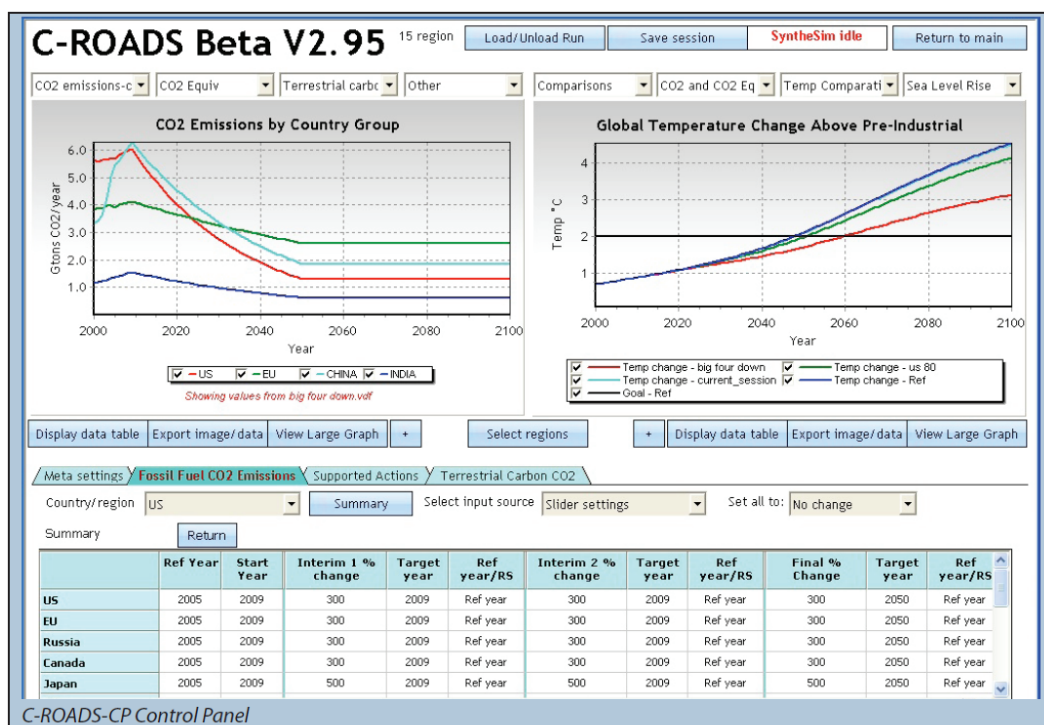 C-ROADS Beta V2.95 15 region Load/Unload Run Save session SyntheSim idle Return to main
CO2 emissions-c CO2 Equiv Terrestrial carbc Other Comparisons CO2 and CO2 Eq Temp Comparati Sea Level Rise
CO2 Emissions by Country Group
6.0
5.0
4.0
3.0
2.0
1.0
Gtons CO2/year
2000 2020 2040 2060 2080 2100
Year
US EU CHINA INDIA
Showing values from big four down.vdf
Global Temperature Change Above Pre-Industrial
4
3
2
1
Temp °C
2000 2020 2040 2060 2080 2100
Year
Temp change - big four down Temp change - us 80
Temp change - current_session Temp change - Ref
Goal - Ref
Display data table Export image/data View Large Graph + Select regions + Display data table Export image/data View Large Graph
Meta settings Fossil Fuel CO2 Emissions Supported Actions Terrestrial Carbon CO2
Country/region US Summary Select input source Slider settings Set all to: No change
Summary Return
Ref Year Start Year Interim 1 % change Target year Ref year/RS Interim 2 % change Target year Ref year/RS Final % Change Target year Ref year/RS
US 2005 2009 300 2009 Ref year 300 2009 Ref year 300 2050 Ref year
EU 2005 2009 300 2009 Ref year 300 2009 Ref year 300 2050 Ref year
Russia 2005 2009 300 2009 Ref year 300 2009 Ref year 300 2050 Ref year
Canada 2005 2009 300 2009 Ref year 300 2009 Ref year 300 2050 Ref year
Japan 2005 2009 500 2009 Ref year 500 2009 Ref year 500 2050 Ref year
C-ROADS-CP Control Panel